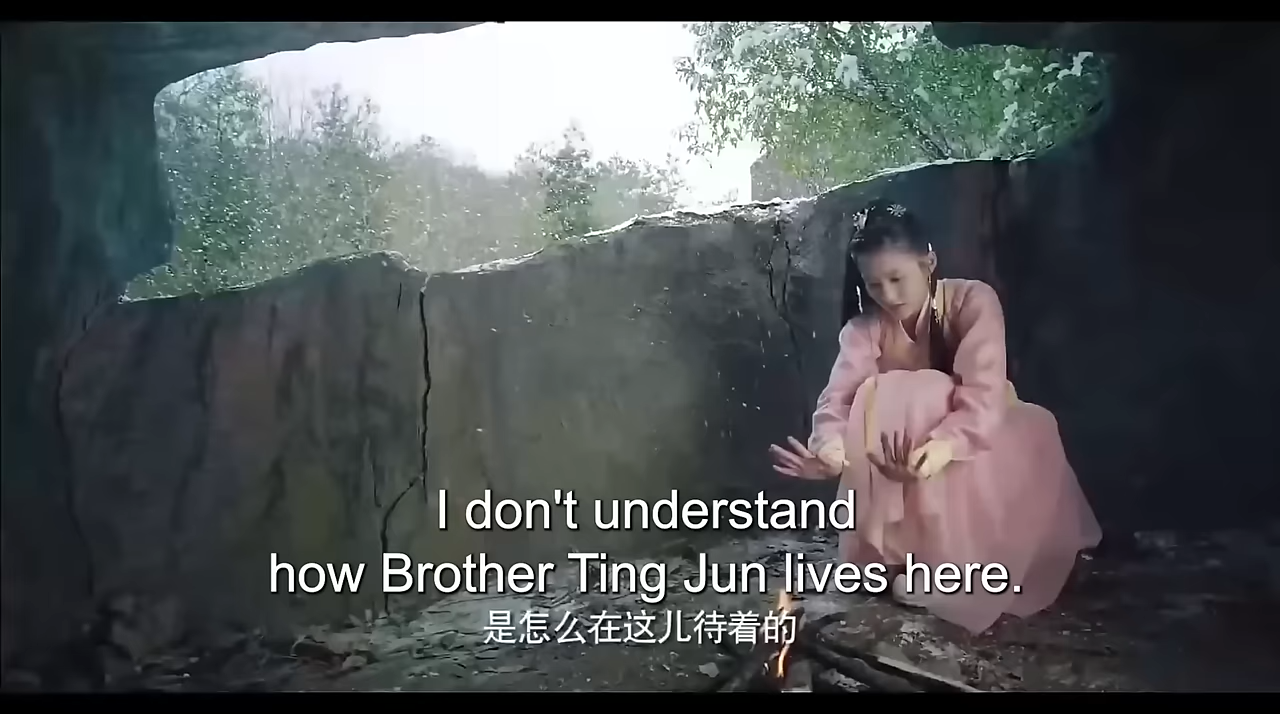 I don't understand
how Brother Ting Jun lives here.
是怎么在这儿待着的